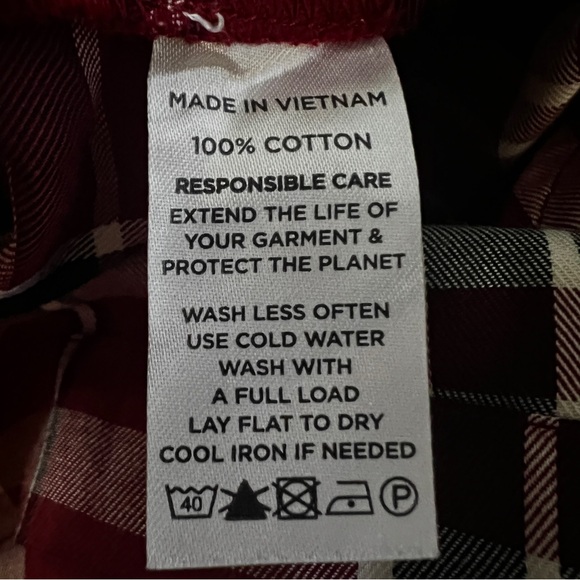 MADE IN VIETNAM
100% COTTON
RESPONSIBLE CARE
EXTEND THE LIFE OF
YOUR GARMENT &
PROTECT THE PLANET
WASH LESS OFTEN
USE COLD WATER
WASH WITH
A FULL LOAD
LAY FLAT TO DRY
COOL IRON IF NEEDED
40 P